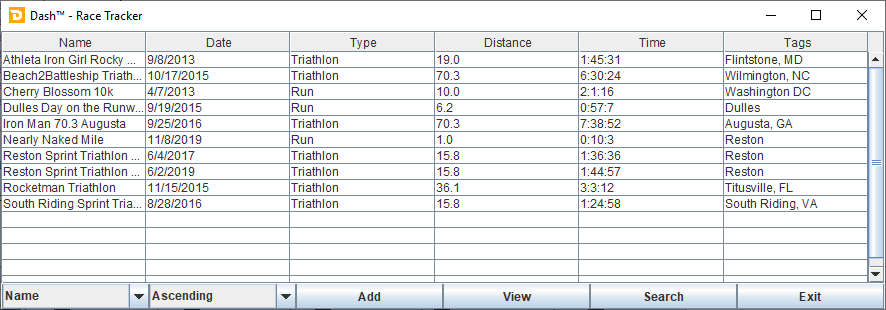 Dash™ - Race Tracker
Name Date Type Distance Time Tags
Athleta Iron Girl Rocky ... 9/8/2013 Triathlon 19.0 1:45:31 Flintstone, MD
Beach2Battleship Triath... 10/17/2015 Triathlon 70.3 6:30:24 Wilmington, NC
Cherry Blossom 10k 4/7/2013 Run 10.0 2:1:16 Washington DC
Dulles Day on the Runw... 9/19/2015 Run 6.2 0:57:7 Dulles
Iron Man 70.3 Augusta 9/25/2016 Triathlon 70.3 7:38:52 Augusta, GA
Nearly Naked Mile 11/8/2019 Run 1.0 0:10:3 Reston
Reston Sprint Triathlon ... 6/4/2017 Triathlon 15.8 1:36:36 Reston
Reston Sprint Triathlon ... 6/2/2019 Triathlon 15.8 1:44:57 Reston
Rocketman Triathlon 11/15/2015 Triathlon 36.1 3:3:12 Titusville, FL
South Riding Sprint Tria... 8/28/2016 Triathlon 15.8 1:24:58 South Riding, VA
Name Ascending Add View Search Exit